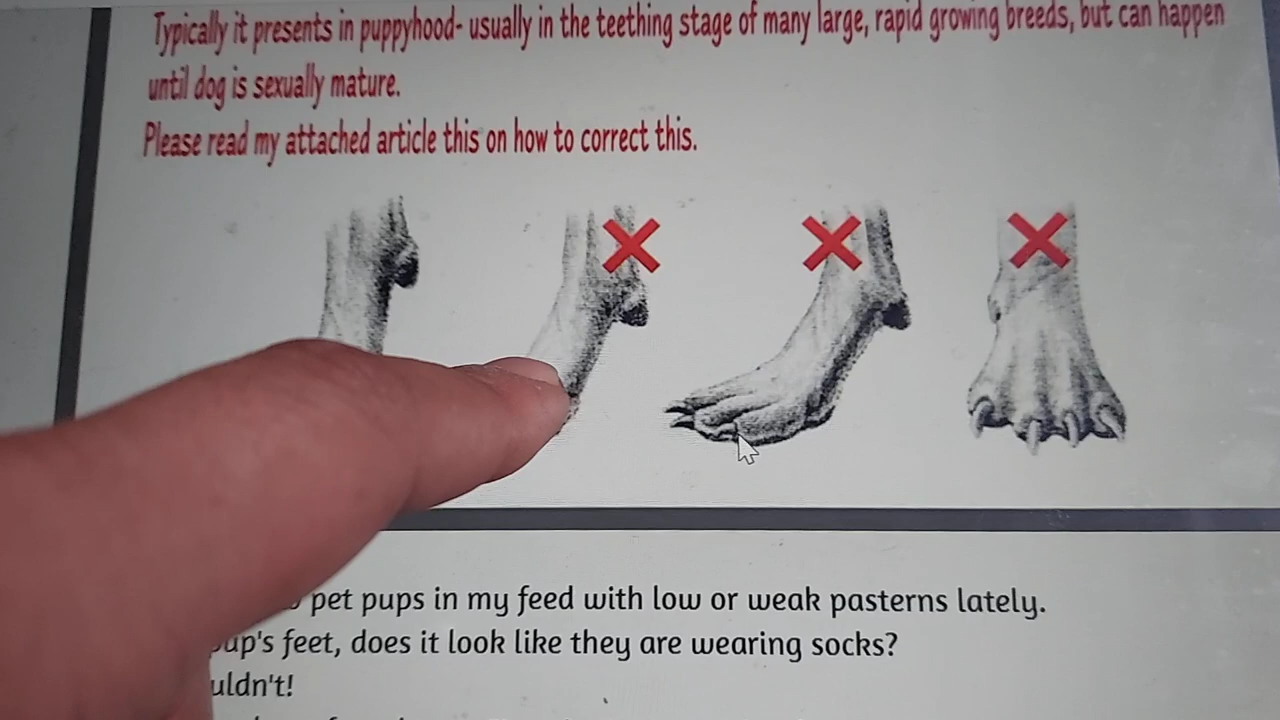 Typically it presents in puppyhood- usually in the teething stage of many large, rapid growing breeds, but can happen
until dog is sexually mature.
Please read my attached article this on how to correct this.
pet pups in my feed with low or weak pasterns lately.
feet, does it look like they are wearing socks?